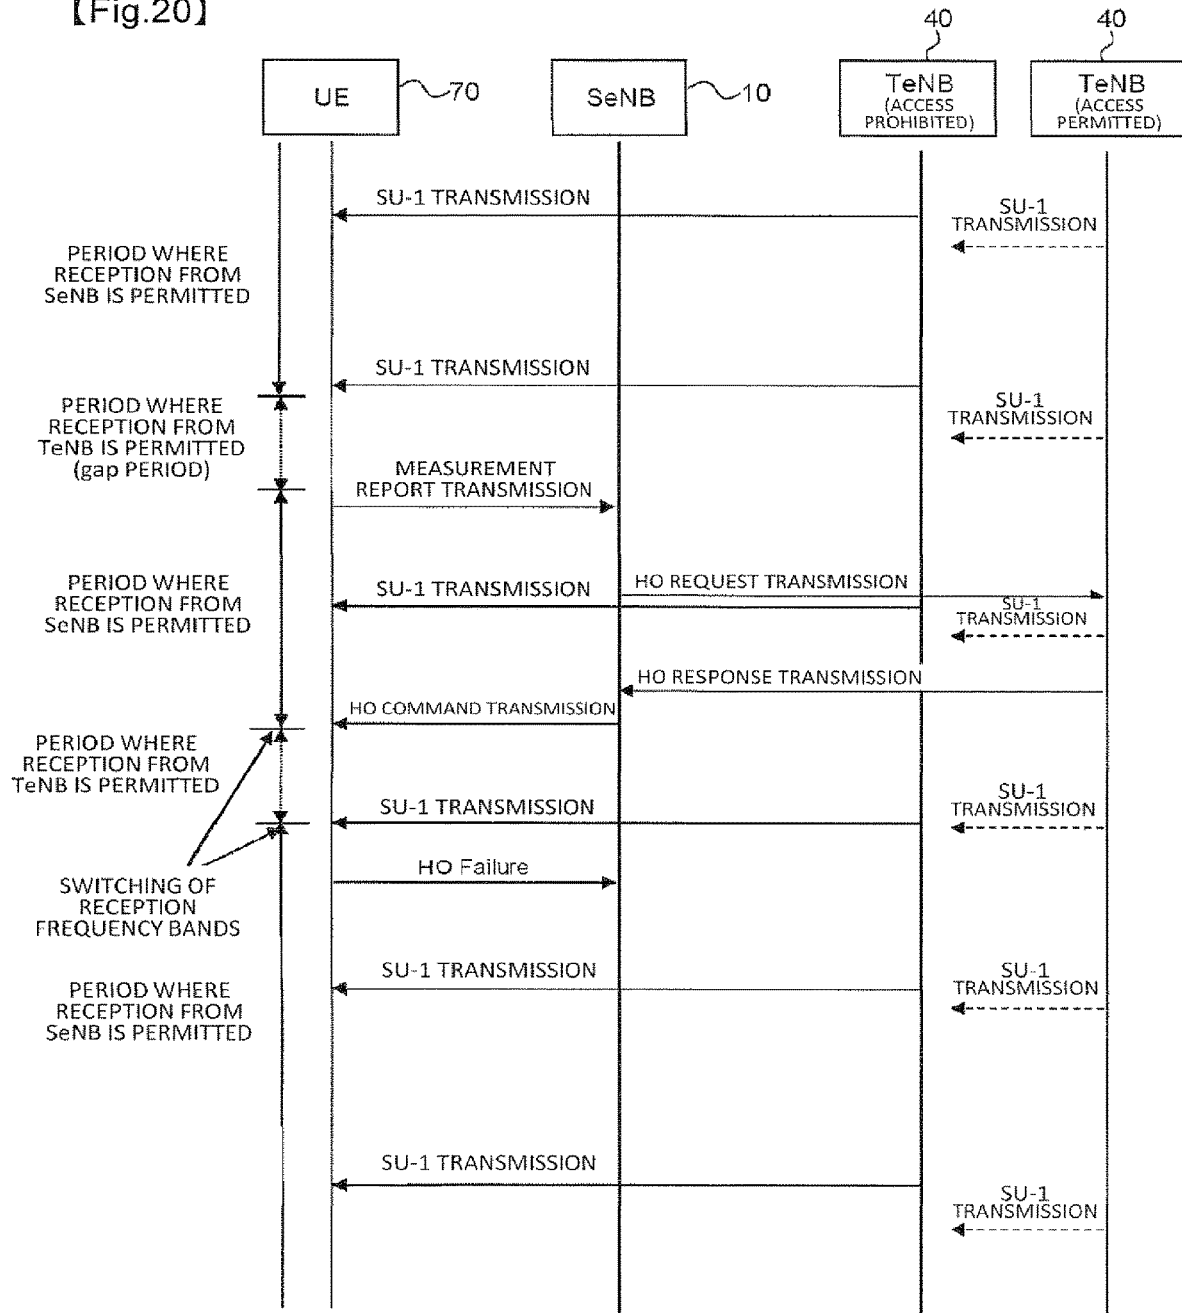 【Fig.20】
40
40
UE
70
SeNB
10
TeNB
(ACCESS
PROHIBITED)
TeNB
(ACCESS
PERMITTED)
SU-1 TRANSMISSION
SU-1
TRANSMISSION
PERIOD WHERE
RECEPTION FROM
SeNB IS PERMITTED
SU-1 TRANSMISSION
SU-1
TRANSMISSION
PERIOD WHERE
RECEPTION FROM
TeNB IS PERMITTED
(gap PERIOD)
MEASUREMENT
REPORT TRANSMISSION
PERIOD WHERE
RECEPTION FROM
SeNB IS PERMITTED
SU-1 TRANSMISSION
HO REQUEST TRANSMISSION
SU-1
TRANSMISSION
HO RESPONSE TRANSMISSION
HO COMMAND TRANSMISSION
PERIOD WHERE
RECEPTION FROM
TeNB IS PERMITTED
SU-1 TRANSMISSION
SU-1
TRANSMISSION
HO Failure
SWITCHING OF
RECEPTION
FREQUENCY BANDS
SU-1 TRANSMISSION
SU-1
TRANSMISSION
PERIOD WHERE
RECEPTION FROM
SeNB IS PERMITTED
SU-1 TRANSMISSION
SU-1
TRANSMISSION